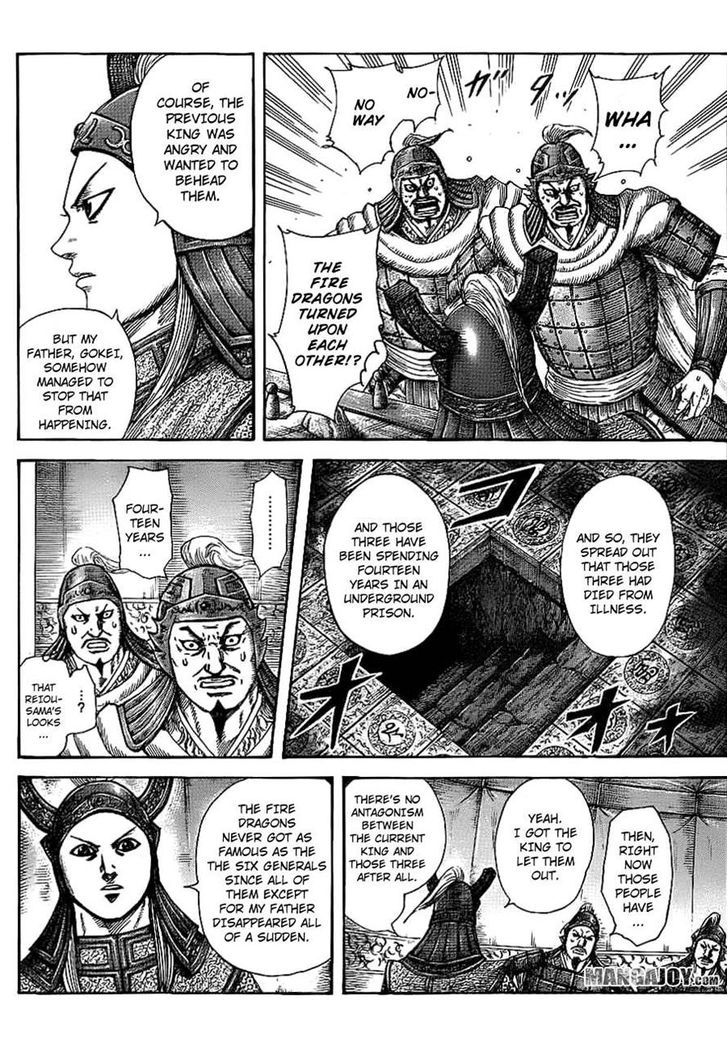 WHA
...
NO-
NO
WAY
ガタッ
THE
FIRE
DRAGONS
TURNED
UPON
EACH
OTHER!?
OF
COURSE, THE
PREVIOUS
KING WAS
ANGRY AND
WANTED TO
BEHEAD
THEM.
BUT MY
FATHER, GOKEI,
SOMEHOW
MANAGED TO
STOP THAT
FROM
HAPPENING.
AND SO, THEY
SPREAD OUT
THAT THOSE
THREE HAD
DIED FROM
ILLNESS.
AND THOSE
THREE HAVE
BEEN SPENDING
FOURTEEN
YEARS IN AN
UNDERGROUND
PRISON.
........
FOUR-
TEEN
YEARS
...
...
?
THAT
REIOU-
SAMA'S
LOOKS
...
THEN,
RIGHT
NOW
THOSE
PEOPLE
HAVE
...
YEAH.
I GOT
THE KING
TO LET
THEM
OUT.
THERE'S NO
ANTAGONISM
BETWEEN
THE CURRENT
KING AND
THOSE THREE
AFTER ALL.
THE FIRE
DRAGONS
NEVER GOT AS
FAMOUS AS THE
THE SIX GENERALS
SINCE ALL OF
THEM EXCEPT
FOR MY FATHER
DISAPPEARED ALL
OF A SUDDEN.
MANGAJOY.com